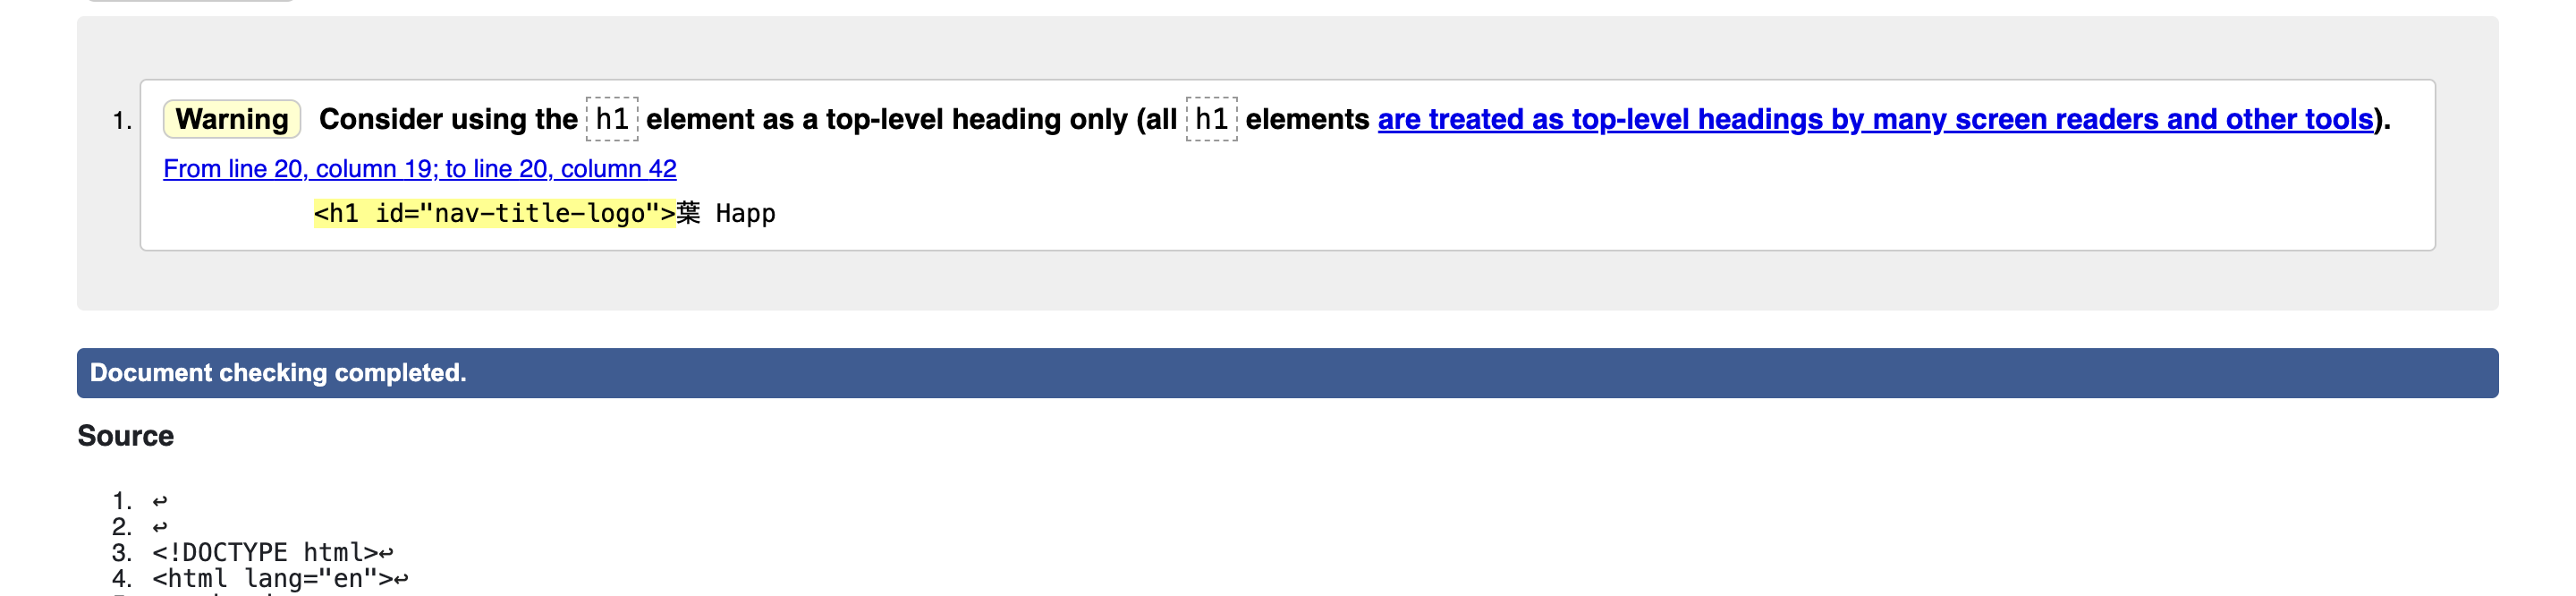 1. Warning Consider using the h1 element as a top-level heading only (all h1 elements are treated as top-level headings by many screen readers and other tools).
From line 20, column 19; to line 20, column 42
<h1 id="nav-title-logo">葉 Happ
Document checking completed.
Source
1. ↩
2. ↩
3. <!DOCTYPE html>↩
4. <html lang="en">↩